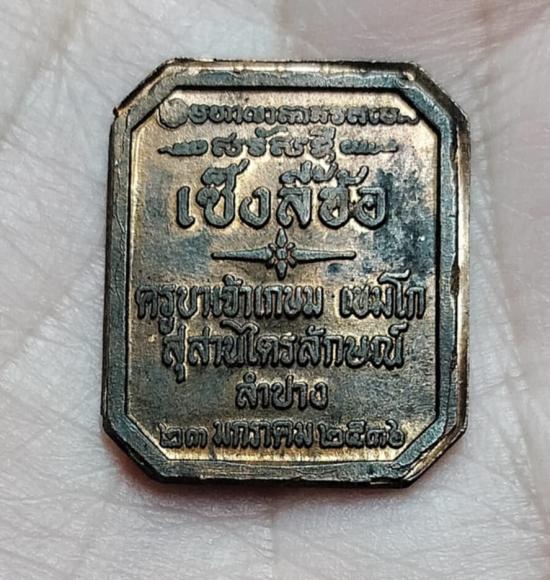 เซ็งลี้ฮ้อ
ครูบาเจ้าเกษม เขมโก
สุสานไตรลักษณ์
ลำปาง
๒๓ มกราคม ๒๕๓๖